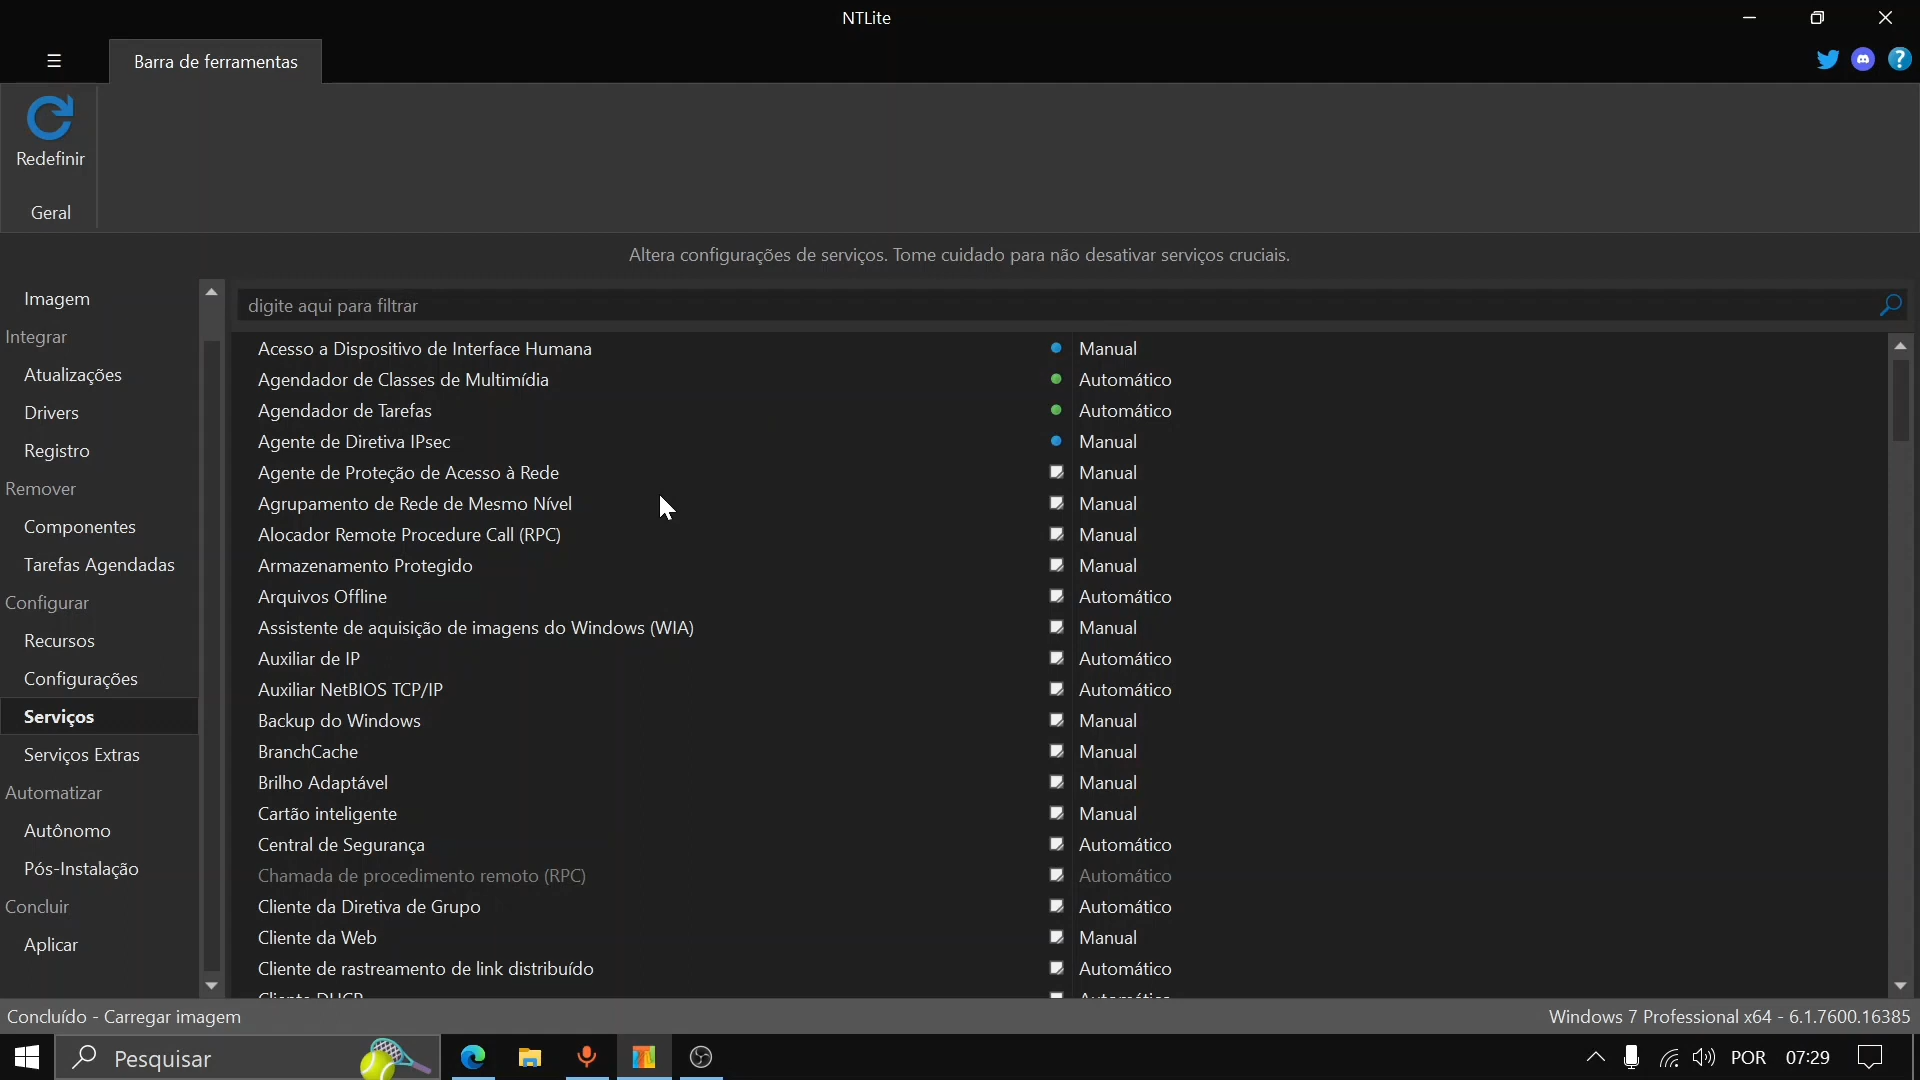 NTLite
Barra de ferramentas
Redefinir
Geral
Altera configurações de serviços. Tome cuidado para não desativar serviços cruciais.
Imagem
Integrar
Atualizações
Drivers
Registro
Remover
Componentes
Tarefas Agendadas
Configurar
Recursos
Configurações
Serviços
Serviços Extras
Automatizar
Autônomo
Pós-Instalação
Concluir
Aplicar
digite aqui para filtrar
Acesso a Dispositivo de Interface Humana Manual
Agendador de Classes de Multimídia Automático
Agendador de Tarefas Automático
Agente de Diretiva IPsec Manual
Agente de Proteção de Acesso à Rede Manual
Agrupamento de Rede de Mesmo Nível Manual
Alocador Remote Procedure Call (RPC) Manual
Armazenamento Protegido Manual
Arquivos Offline Automático
Assistente de aquisição de imagens do Windows (WIA) Manual
Auxiliar de IP Automático
Auxiliar NetBIOS TCP/IP Automático
Backup do Windows Manual
BranchCache Manual
Brilho Adaptável Manual
Cartão inteligente Manual
Central de Segurança Automático
Chamada de procedimento remoto (RPC) Automático
Cliente da Diretiva de Grupo Automático
Cliente da Web Manual
Cliente de rastreamento de link distribuído Automático
Cliente DHCP Automático
Concluído - Carregar imagem
Windows 7 Professional x64 - 6.1.7600.16385
Pesquisar
POR 07:29